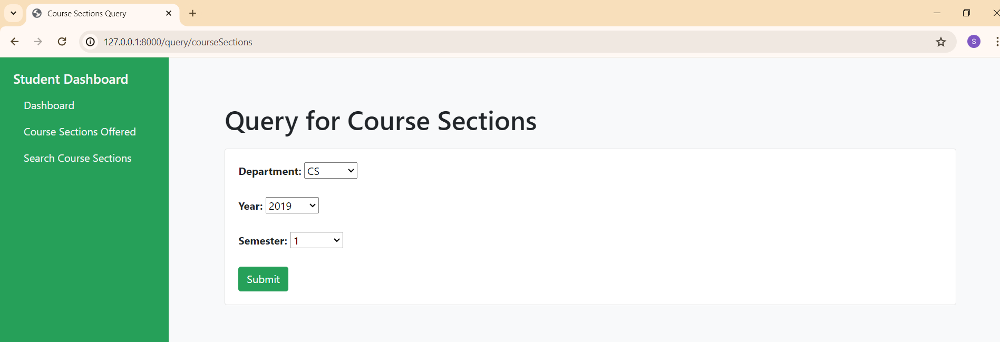 Course Sections Query
127.0.0.1:8000/query/courseSections
S
Student Dashboard
Dashboard
Course Sections Offered
Search Course Sections
Query for Course Sections
Department: CS
Year: 2019
Semester: 1
Submit